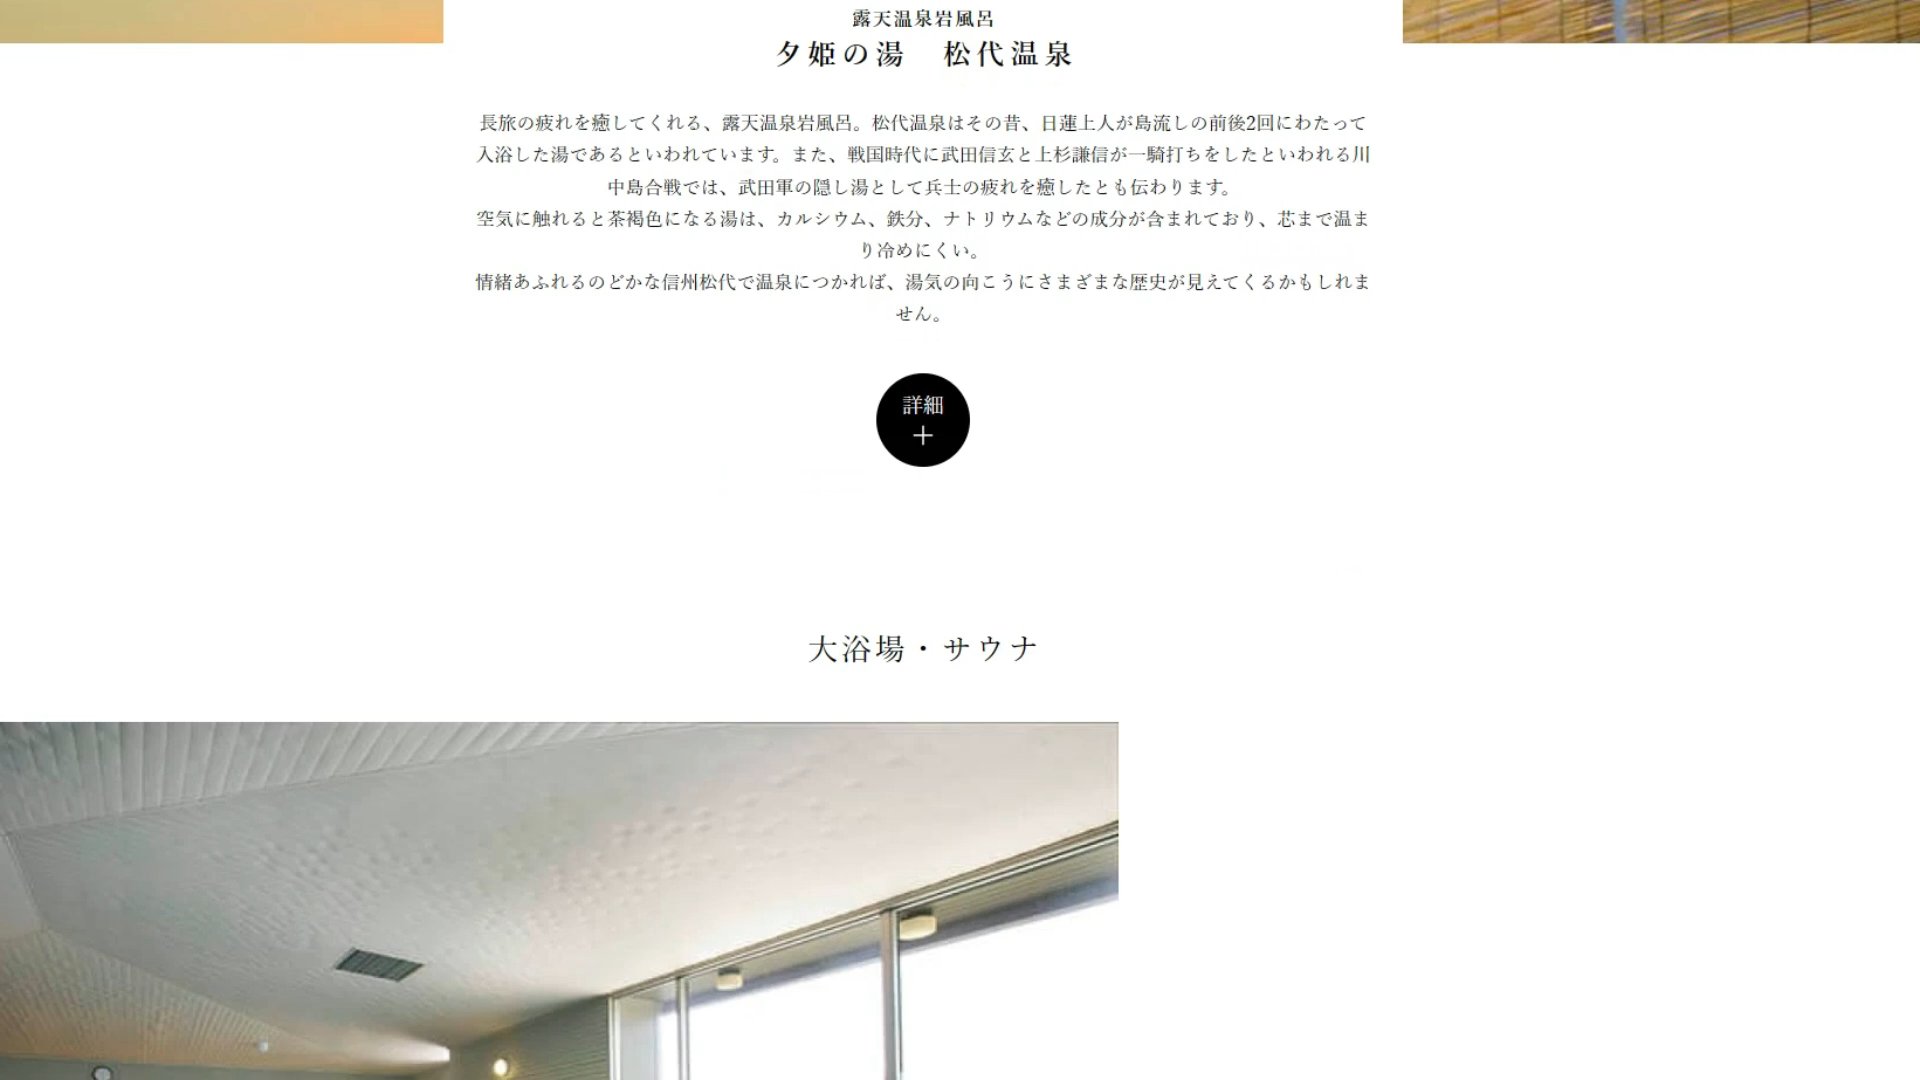 露天温泉岩風呂
夕姫の湯　松代温泉
長旅の疲れを癒してくれる、露天温泉岩風呂。松代温泉はその昔、日蓮上人が島流しの前後2回にわたって
入浴した湯であるといわれています。また、戦国時代に武田信玄と上杉謙信が一騎打ちをしたといわれる川
中島合戦では、武田軍の隠し湯として兵士の疲れを癒したとも伝わります。
空気に触れると茶褐色になる湯は、カルシウム、鉄分、ナトリウムなどの成分が含まれており、芯まで温ま
り冷めにくい。
情緒あふれるのどかな信州松代で温泉につかれば、湯気の向こうにさまざまな歴史が見えてくるかもしれま
せん。
詳細
＋
大浴場・サウナ